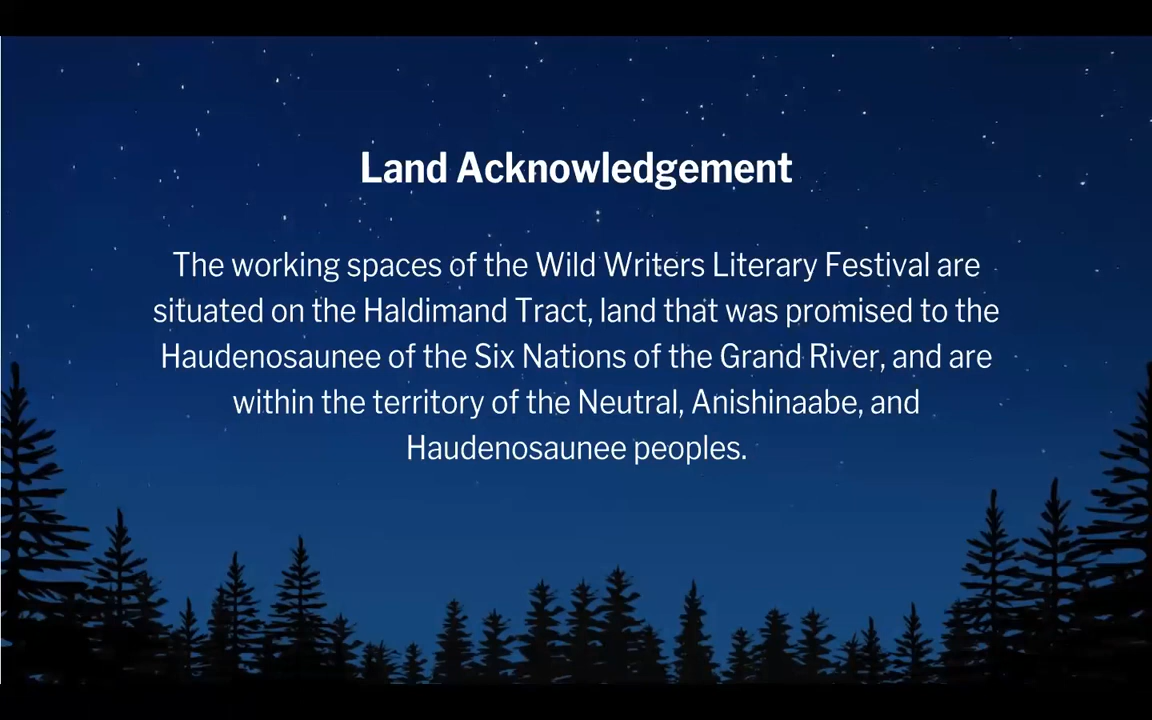 Land Acknowledgement
The working spaces of the Wild Writers Literary Festival are
situated on the Haldimand Tract, land that was promised to the
Haudenosaunee of the Six Nations of the Grand River, and are
within the territory of the Neutral, Anishinaabe, and
Haudenosaunee peoples.